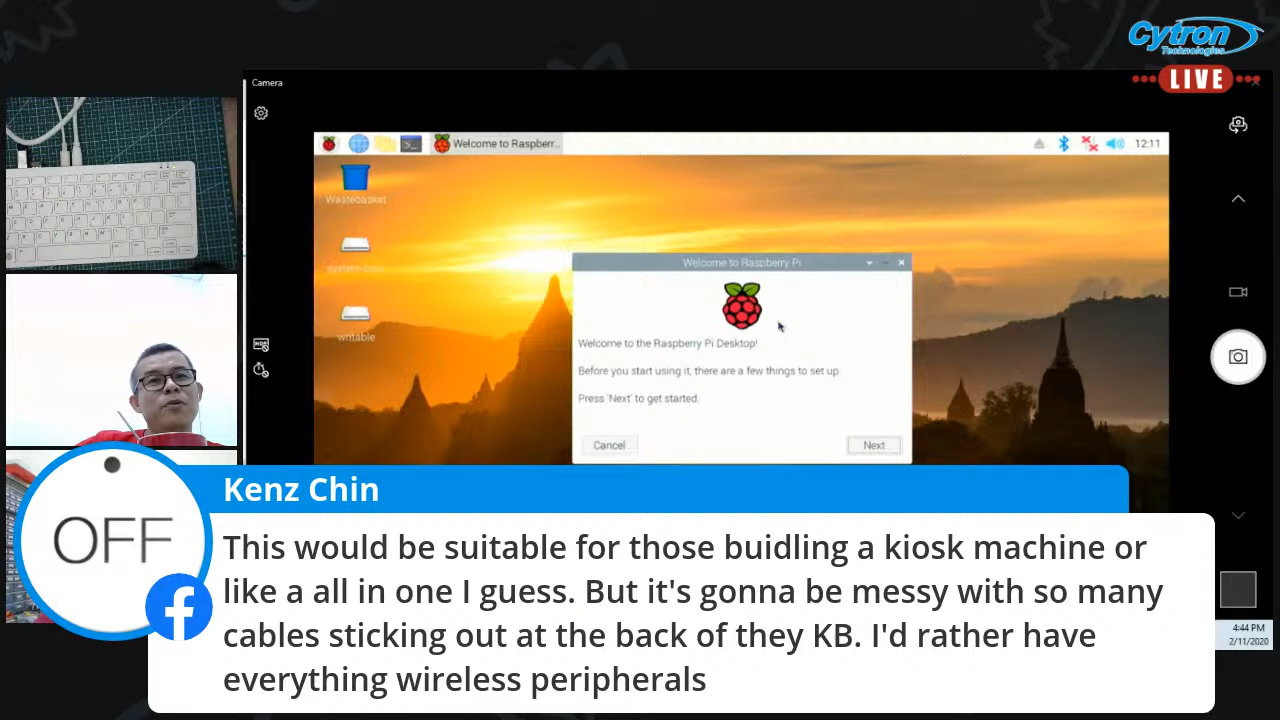 Cytron
Technologies
LIVE
Camera
Welcome to Raspberr..
12:11
Wastebasket
system-boot
writable
Welcome to Raspberry Pi
Welcome to the Raspberry Pi Desktop!
Before you start using it, there are a few things to set up.
Press 'Next' to get started.
Cancel
Next
OFF
Kenz Chin
This would be suitable for those buidling a kiosk machine or
like a all in one I guess. But it's gonna be messy with so many
cables sticking out at the back of they KB. I'd rather have
everything wireless peripherals
4:44 PM
2/11/2020